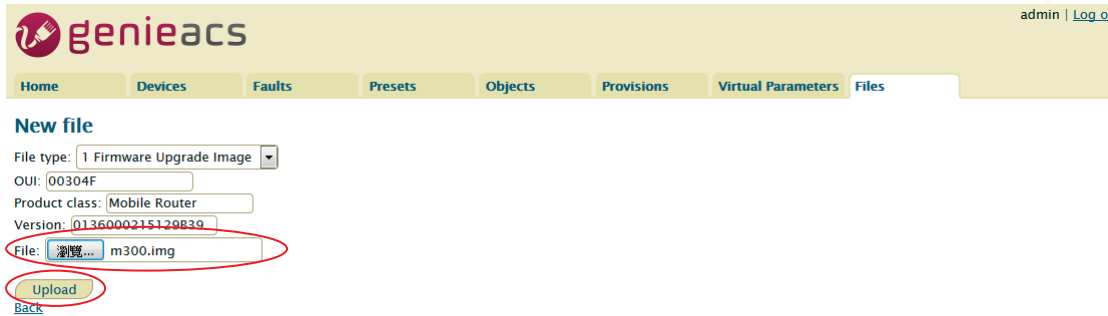 admin | Log o
genieacs
Home Devices Faults Presets Objects Provisions Virtual Parameters Files
New file
File type: 1 Firmware Upgrade Image
OUI: 00304F
Product class: Mobile Router
Version: 0136000215129B39
File: 瀏覽... m300.img
Upload
Back